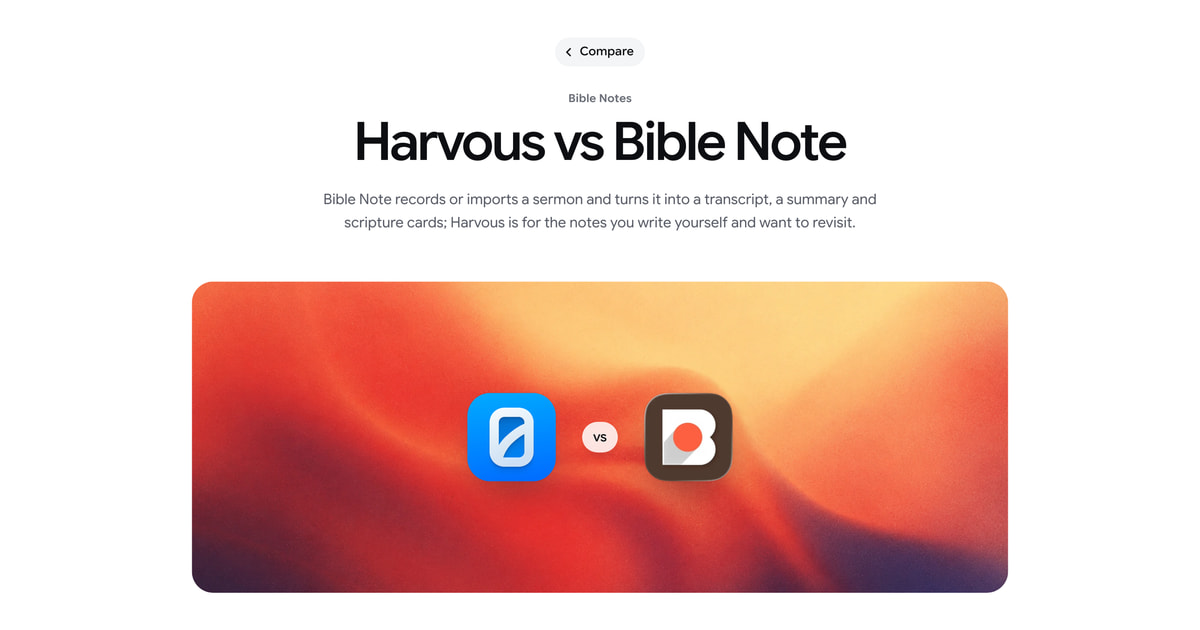 Compare
Bible Notes
Harvous vs Bible Note
Bible Note records or imports a sermon and turns it into a transcript, a summary and
scripture cards; Harvous is for the notes you write yourself and want to revisit.
vs
B